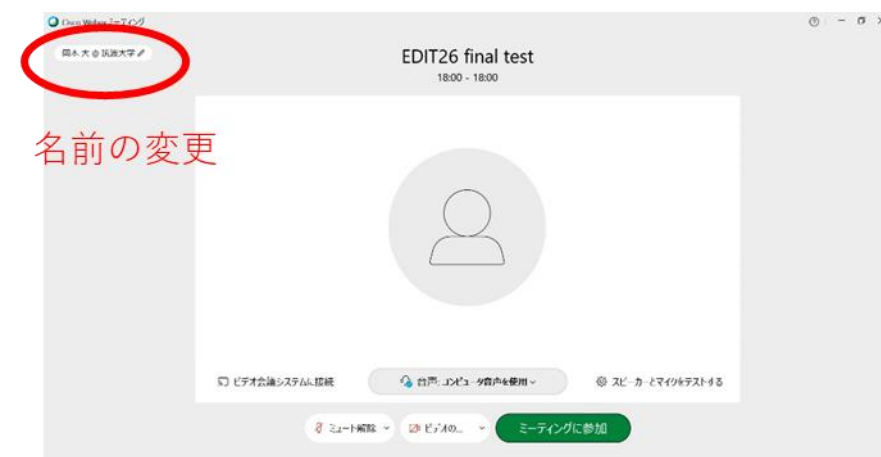 Cisco Webex ミーティング
岡本 大 @ 筑波大学
EDIT26 final test
18:00 - 18:00
名前の変更
ビデオ会議システムに接続
音声: コンピュータ音声を使用
スピーカーとマイクをテストする
ミュート解除
ビデオの...
ミーティングに参加